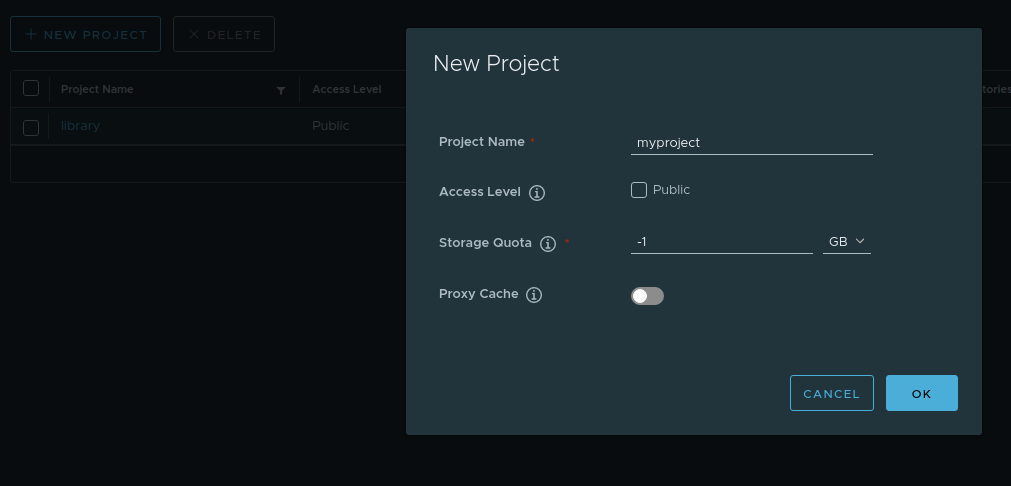 + NEW PROJECT × DELETE
Project Name Access Level tories
library Public
New Project
Project Name *
myproject
Access Level
Public
Storage Quota *
-1 GB
Proxy Cache
CANCEL OK